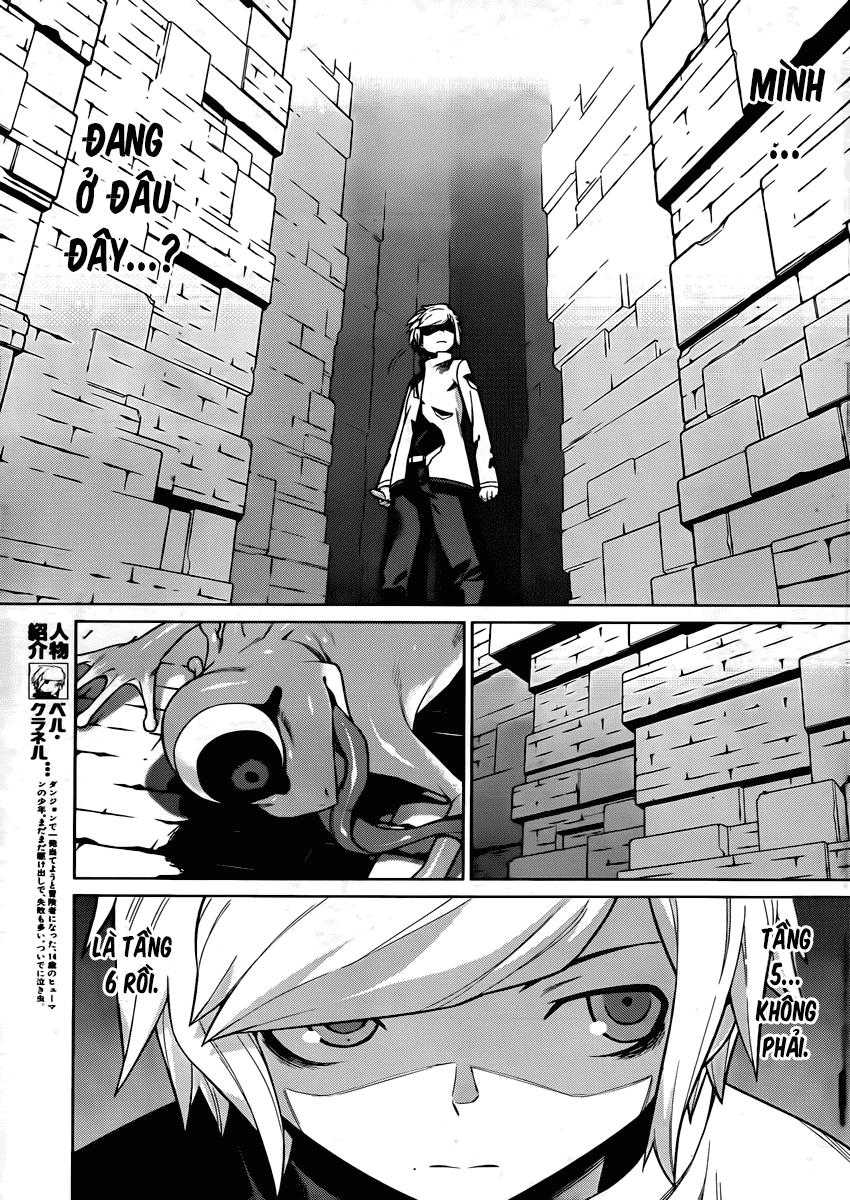 MÌNH
...
ĐANG
Ở ĐÂU
ĐÂY...?
人物
紹介
ベル・
クラネル…
ダンジョンで一発当てようと冒険者になった、14歳のヒューマ
ンの少年。まだまだ駆け出しで、失敗も多い。ついでに泣き虫。
TẦNG
5...
KHÔNG
PHẢI.
LÀ TẦNG
6 RỒI.